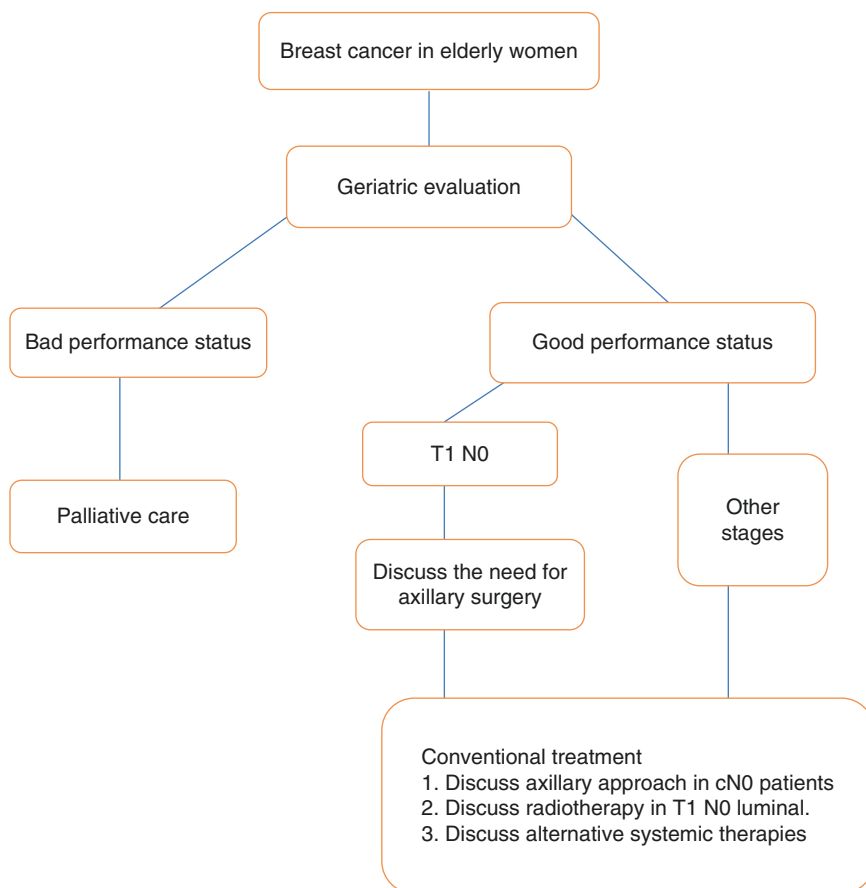 Breast cancer in elderly women
Geriatric evaluation
Bad performance status
Good performance status
T1 N0
Palliative care
Other
stages
Discuss the need for
axillary surgery
Conventional treatment
1. Discuss axillary approach in cN0 patients
2. Discuss radiotherapy in T1 N0 luminal.
3. Discuss alternative systemic therapies